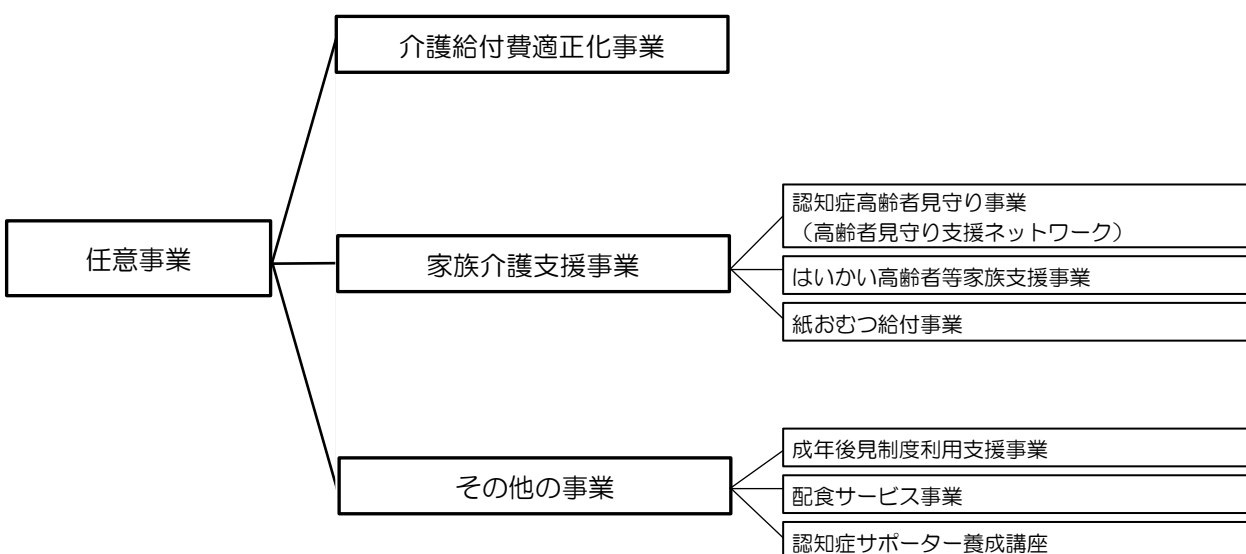 介護給付費適正化事業
任意事業
家族介護支援事業
認知症高齢者見守り事業
（高齢者見守り支援ネットワーク）
はいかい高齢者等家族支援事業
紙おむつ給付事業
その他の事業
成年後見制度利用支援事業
配食サービス事業
認知症サポーター養成講座